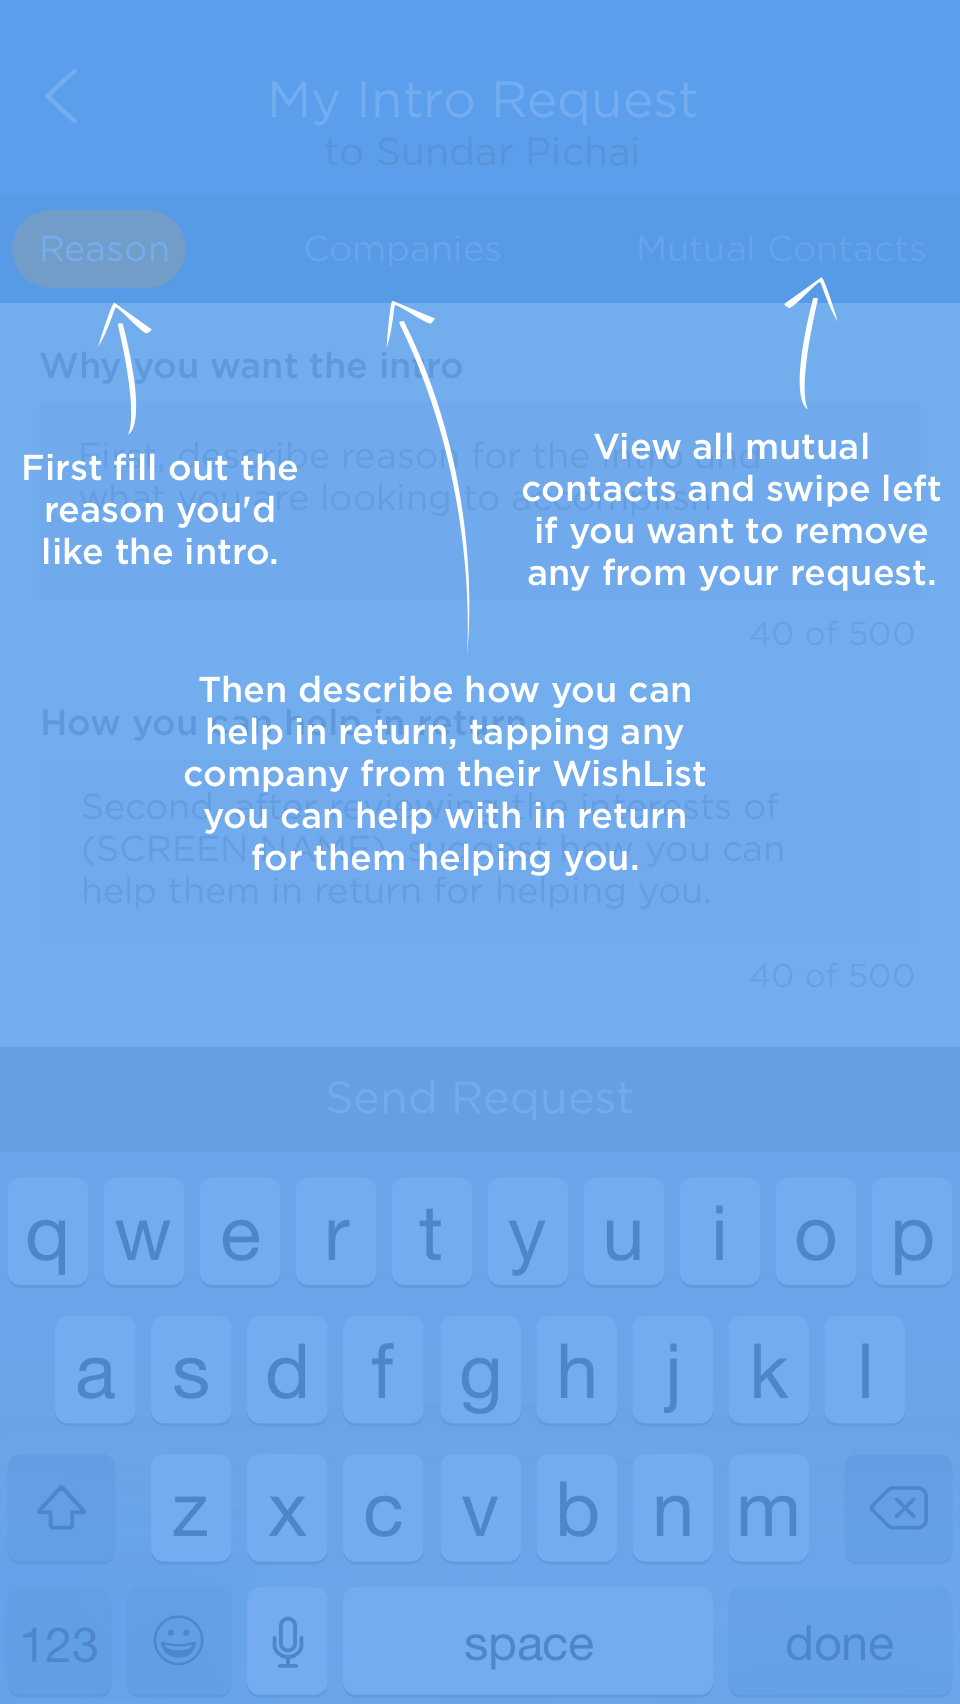 My Intro Request
to Sundar Pichai
Reason
Companies
Mutual Contacts
Why you want the intro
First, describe reason for the intro and
what you are looking to accomplish
First fill out the
reason you'd
like the intro.
View all mutual
contacts and swipe left
if you want to remove
any from your request.
40 of 500
Then describe how you can
help in return, tapping any
company from their WishList
you can help with in return
for them helping you.
How you can help in return
Second, after reviewing the interests of
(SCREEN NAME), suggest how you can
help them in return for helping you.
40 of 500
Send Request
q w e r t y u i o p
a s d f g h j k l
z x c v b n m
123 space done